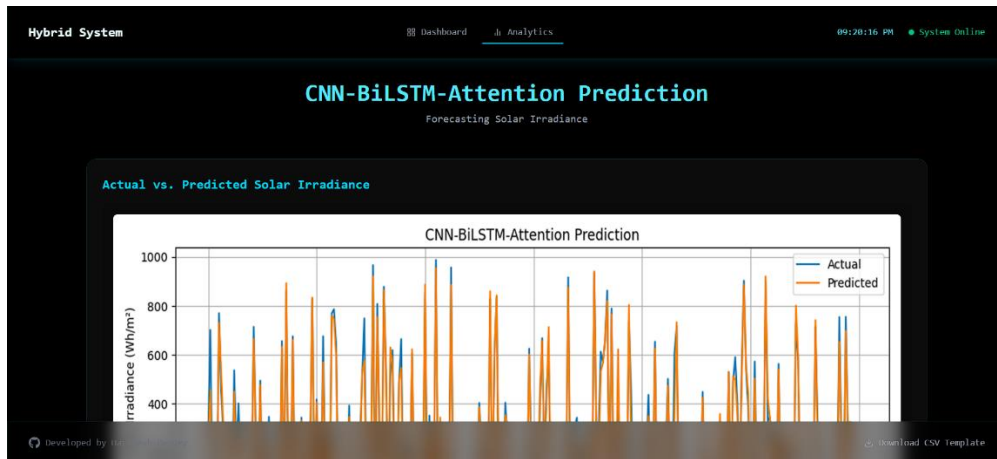 Hybrid System
Dashboard
Analytics
09:20:16 PM
System Online
CNN-BiLSTM-Attention Prediction
Forecasting Solar Irradiance
Actual vs. Predicted Solar Irradiance
CNN-BiLSTM-Attention Prediction
1000
800
600
400
Irradiance (Wh/m²)
Actual
Predicted
Developed by
Download CSV Template